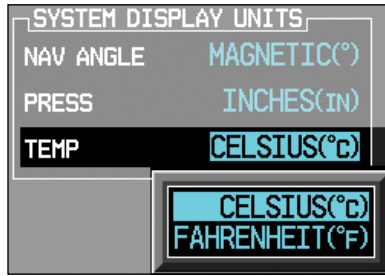 SYSTEM DISPLAY UNITS
NAV ANGLE MAGNETIC(°)
PRESS INCHES(IN)
TEMP CELSIUS(°C)
CELSIUS(°C)
FAHRENHEIT(°F)